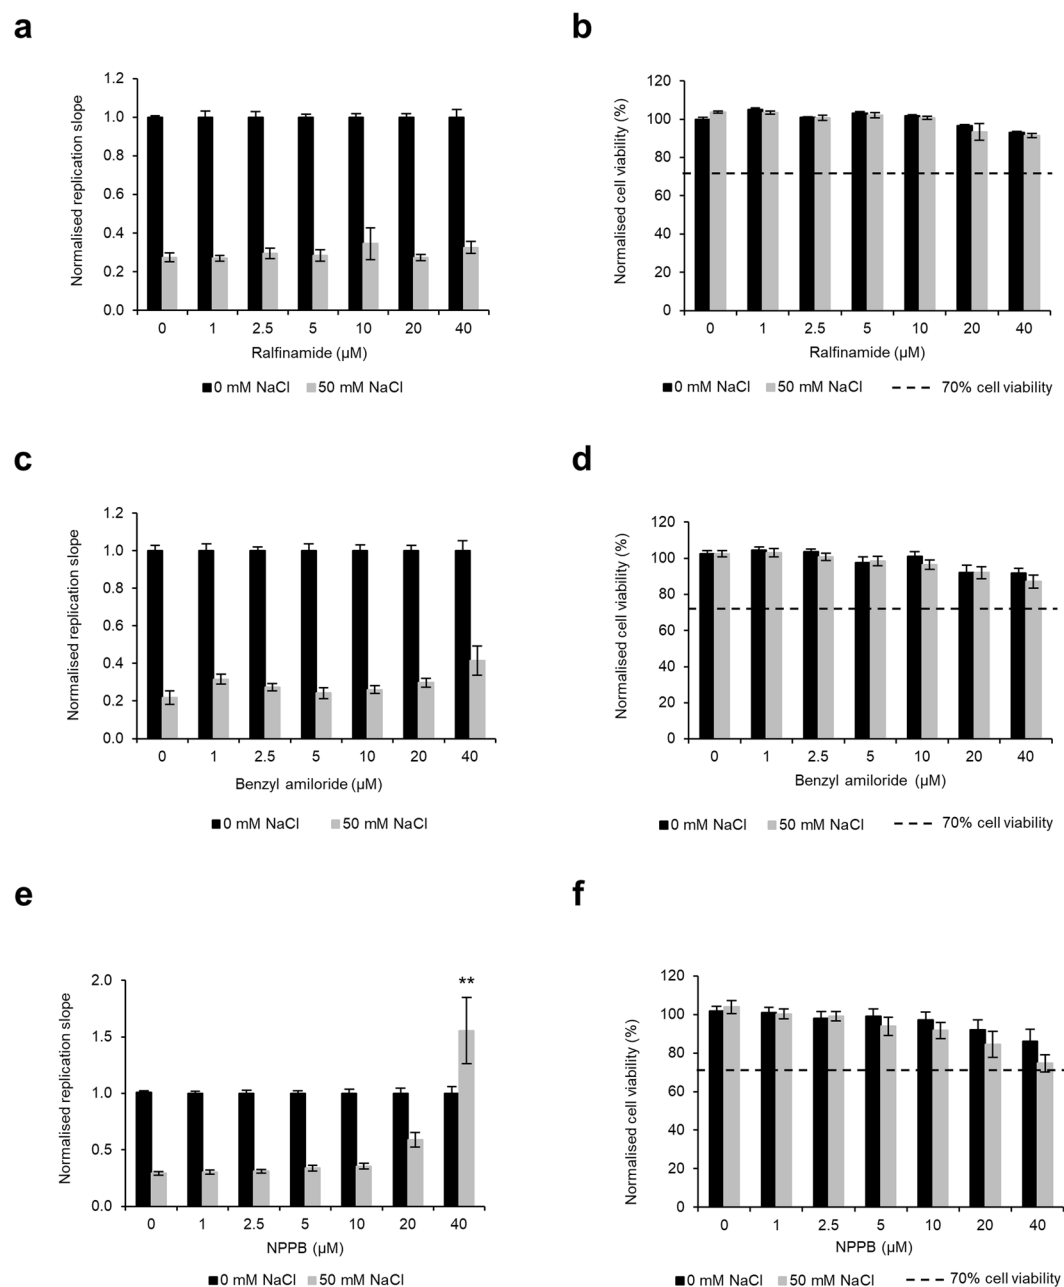 a
1.2
1.0
0.8
0.6
0.4
0.2
0.0
Normalised replication slope
0 1 2.5 5 10 20 40
Ralfinamide (µM)
0 mM NaCl 50 mM NaCl
b
120
100
80
60
40
20
0
Normalised cell viability (%)
0 1 2.5 5 10 20 40
Ralfinamide (µM)
0 mM NaCl 50 mM NaCl 70% cell viability
c
1.2
1.0
0.8
0.6
0.4
0.2
0.0
Normalised replication slope
0 1 2.5 5 10 20 40
Benzyl amiloride (µM)
0 mM NaCl 50 mM NaCl
d
120
100
80
60
40
20
0
Normalised cell viability (%)
0 1 2.5 5 10 20 40
Benzyl amiloride (µM)
0 mM NaCl 50 mM NaCl 70% cell viability
e
2.0
1.5
1.0
0.5
0.0
Normalised replication slope
**
0 1 2.5 5 10 20 40
NPPB (µM)
0 mM NaCl 50 mM NaCl
f
120
100
80
60
40
20
0
Normalised cell viability (%)
0 1 2.5 5 10 20 40
NPPB (µM)
0 mM NaCl 50 mM NaCl 70% cell viability